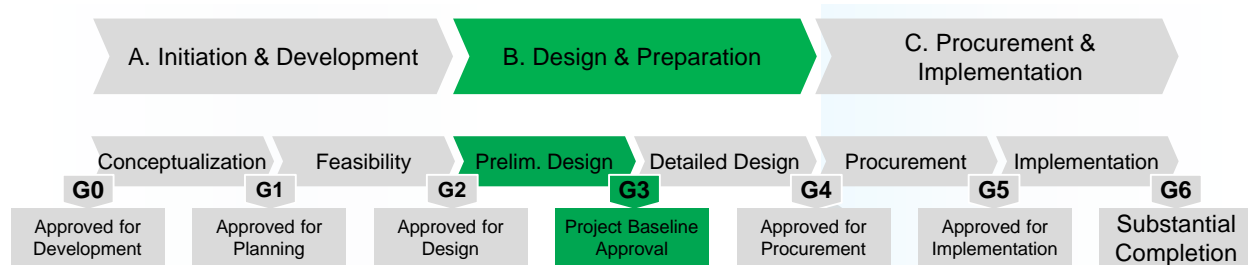 A. Initiation & Development
B. Design & Preparation
C. Procurement &
Implementation
Conceptualization
Feasibility
Prelim. Design
Detailed Design
Procurement
Implementation
G0
G1
G2
G3
G4
G5
G6
Approved for
Development
Approved for
Planning
Approved for
Design
Project Baseline
Approval
Approved for
Procurement
Approved for
Implementation
Substantial
Completion